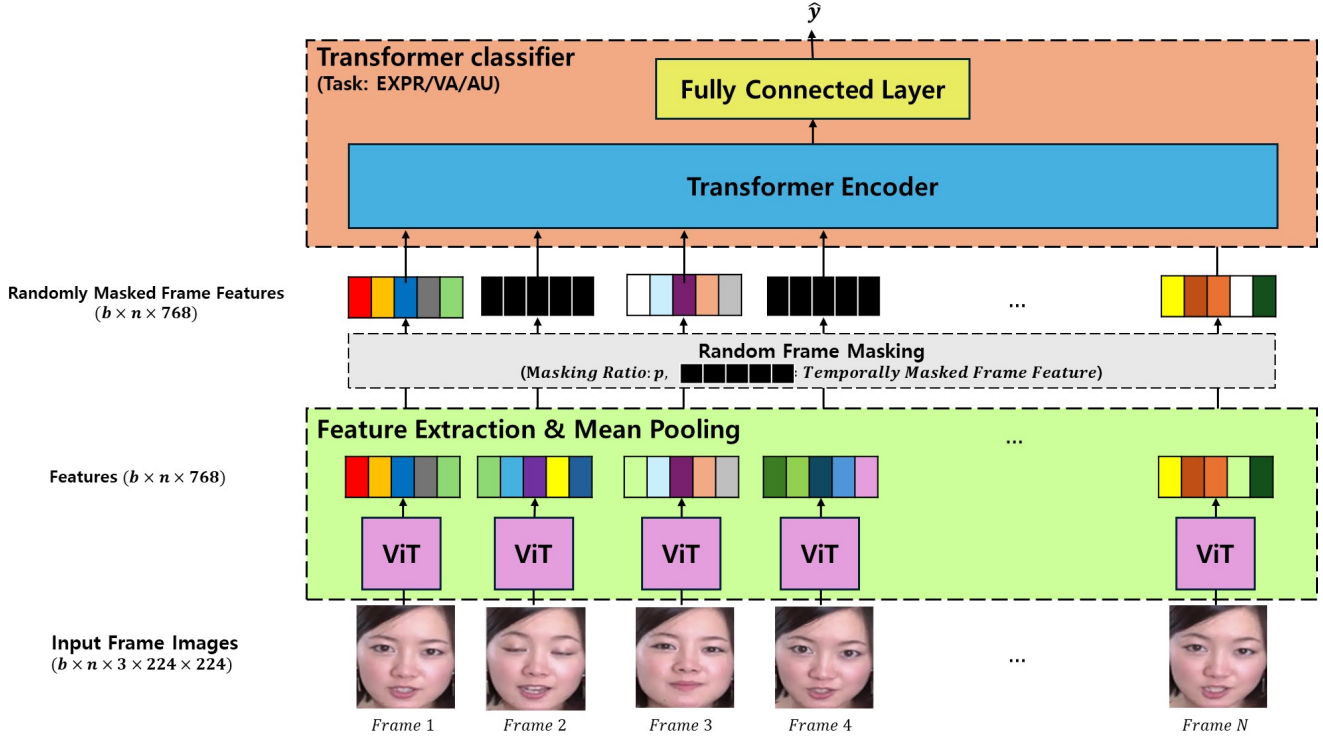 ŷ
Transformer classifier
(Task: EXPR/VA/AU)
Fully Connected Layer
Transformer Encoder
Randomly Masked Frame Features
(b × n × 768)
...
Random Frame Masking
(Masking Ratio: p, : Temporally Masked Frame Feature)
Feature Extraction & Mean Pooling
...
Features (b × n × 768)
ViT ViT ViT ViT ViT
Input Frame Images
(b × n × 3 × 224 × 224)
...
Frame 1 Frame 2 Frame 3 Frame 4 Frame N